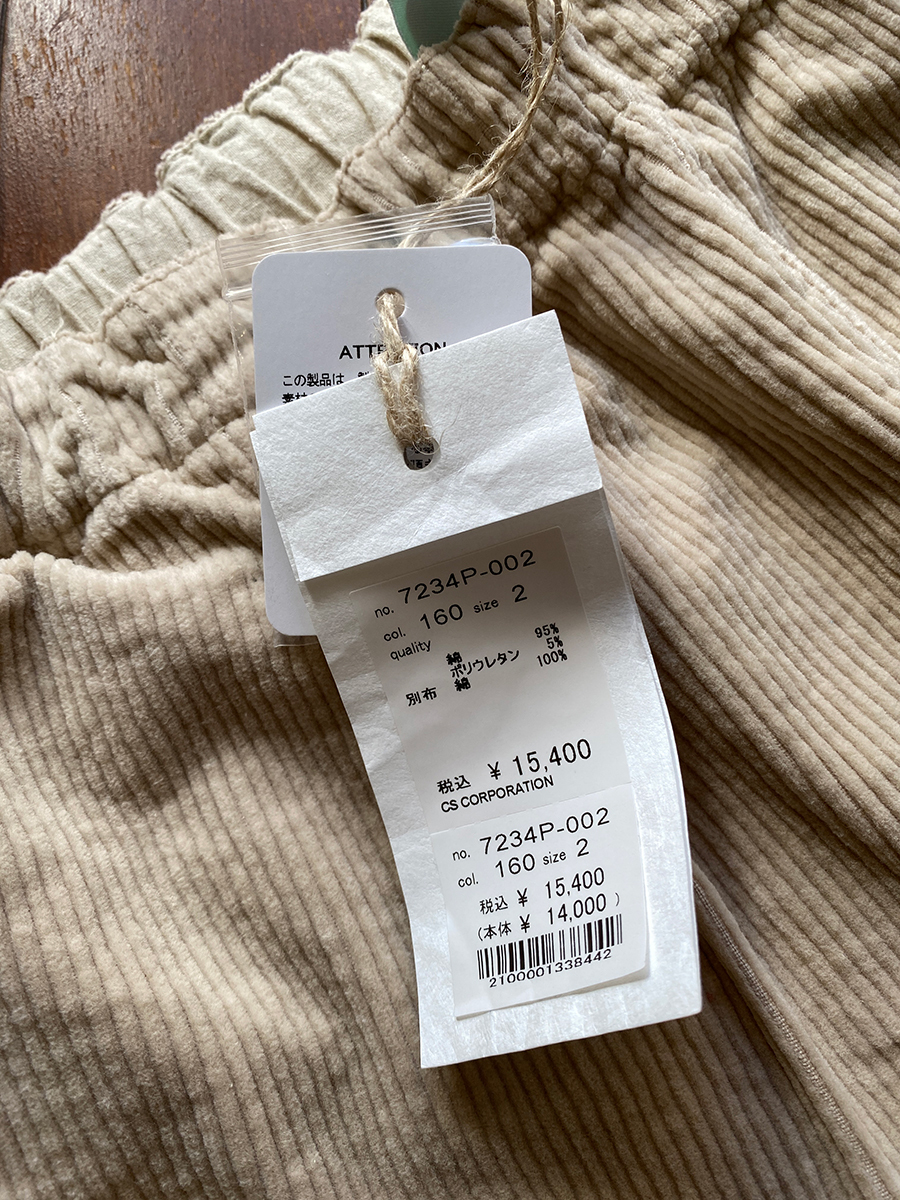 ATTENTION
この製品は、
素材
no. 7234P-002
col. 160 size 2
quality
綿 95%
ポリウレタン 5%
別布 綿 100%
税込 ¥ 15,400
CS CORPORATION
no. 7234P-002
col. 160 size 2
税込 ¥ 15,400
(本体 ¥ 14,000 )
2100001338442